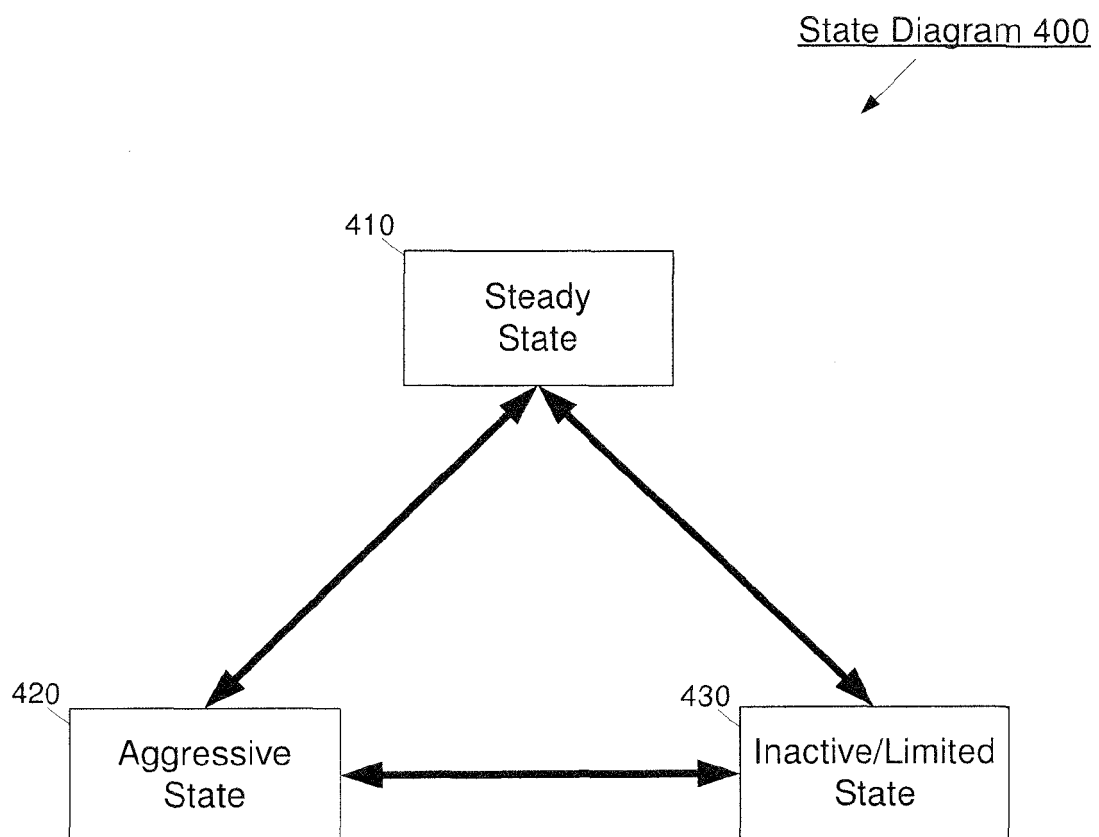 State Diagram 400
410
Steady
State
420
Aggressive
State
430
Inactive/Limited
State